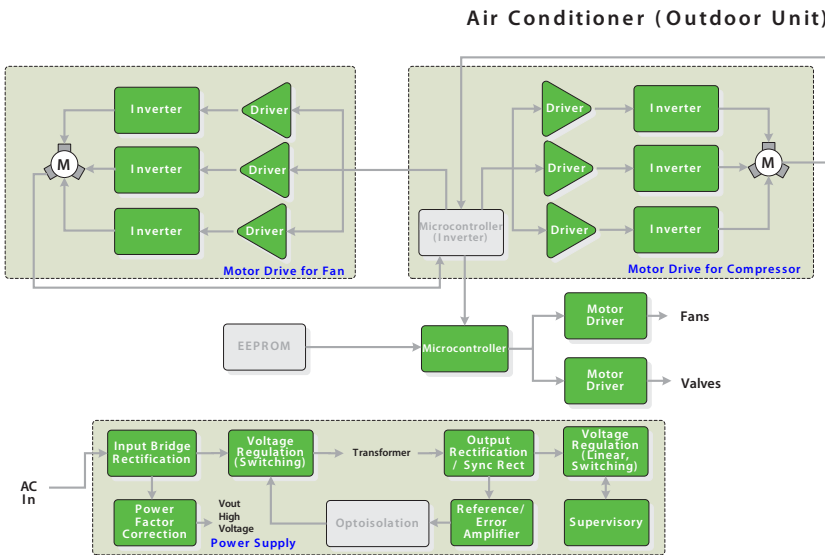 Air Conditioner (Outdoor Unit)
Inverter
Driver
Driver
Inverter
M
Inverter
Driver
Driver
Inverter
M
Inverter
Driver
Driver
Inverter
Microcontroller
(Inverter)
Motor Drive for Fan
Motor Drive for Compressor
EEPROM
Microcontroller
Motor
Driver
Fans
Motor
Driver
Valves
AC
In
Input Bridge
Rectification
Voltage
Regulation
(Switching)
Transformer
Output
Rectification
/ Sync Rect
Voltage
Regulation
(Linear,
Switching)
Power
Factor
Correction
Vout
High
Voltage
Optoisolation
Reference/
Error
Amplifier
Supervisory
Power Supply